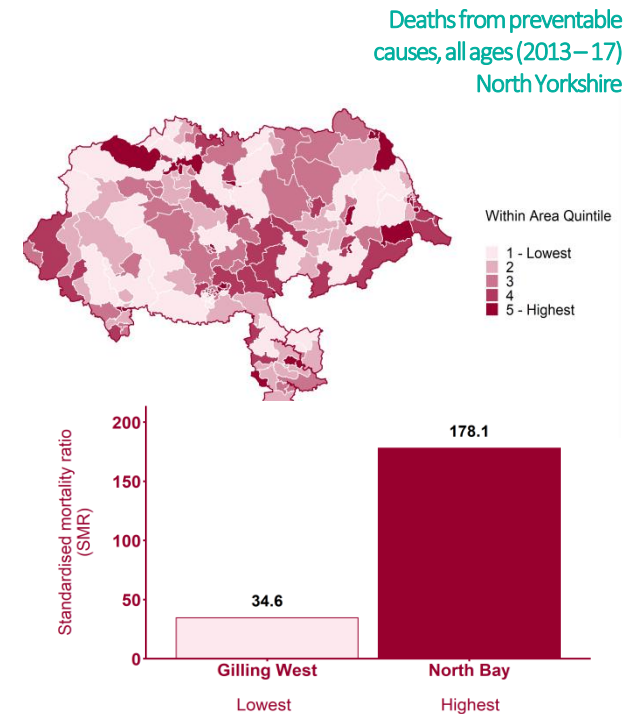 Deaths from preventable
causes, all ages (2013 – 17)
North Yorkshire
Within Area Quintile
1 - Lowest
2
3
4
5 - Highest
Standardised mortality ratio
(SMR)
200
150
100
50
0
34.6
178.1
Gilling West
North Bay
Lowest
Highest